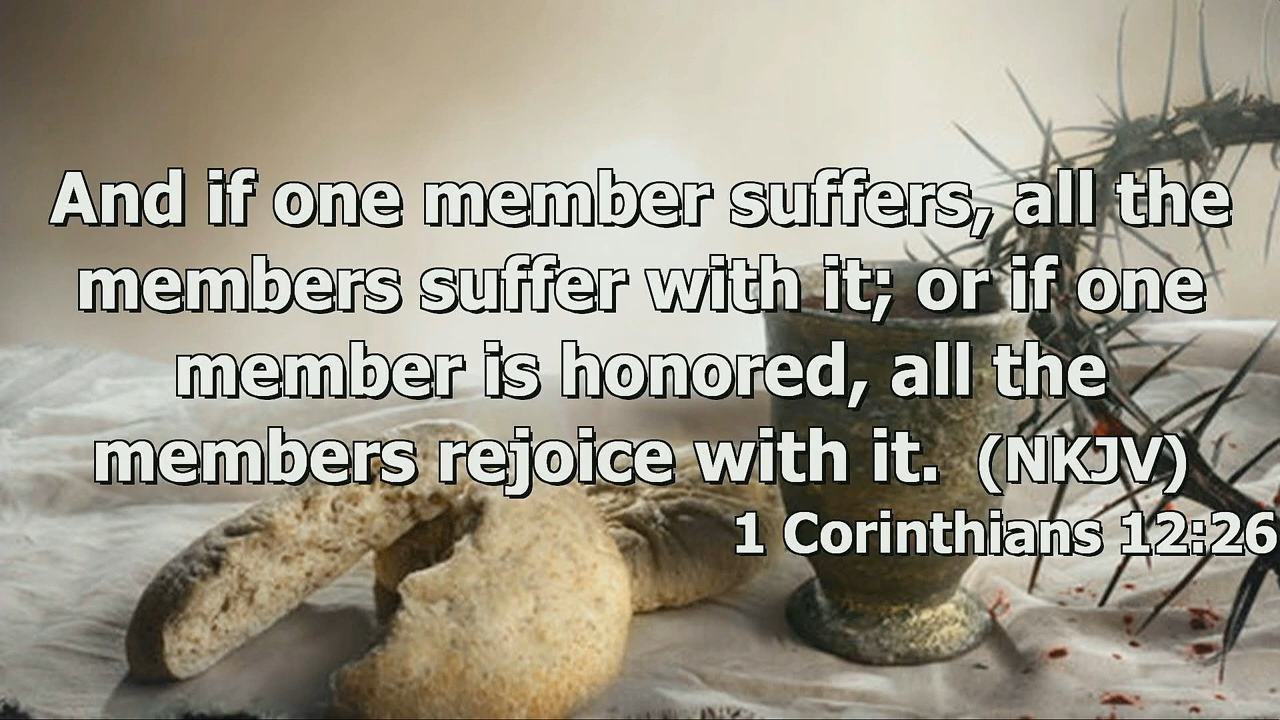 And if one member suffers, all the
members suffer with it; or if one
member is honored, all the
members rejoice with it. (NKJV)
1 Corinthians 12:26